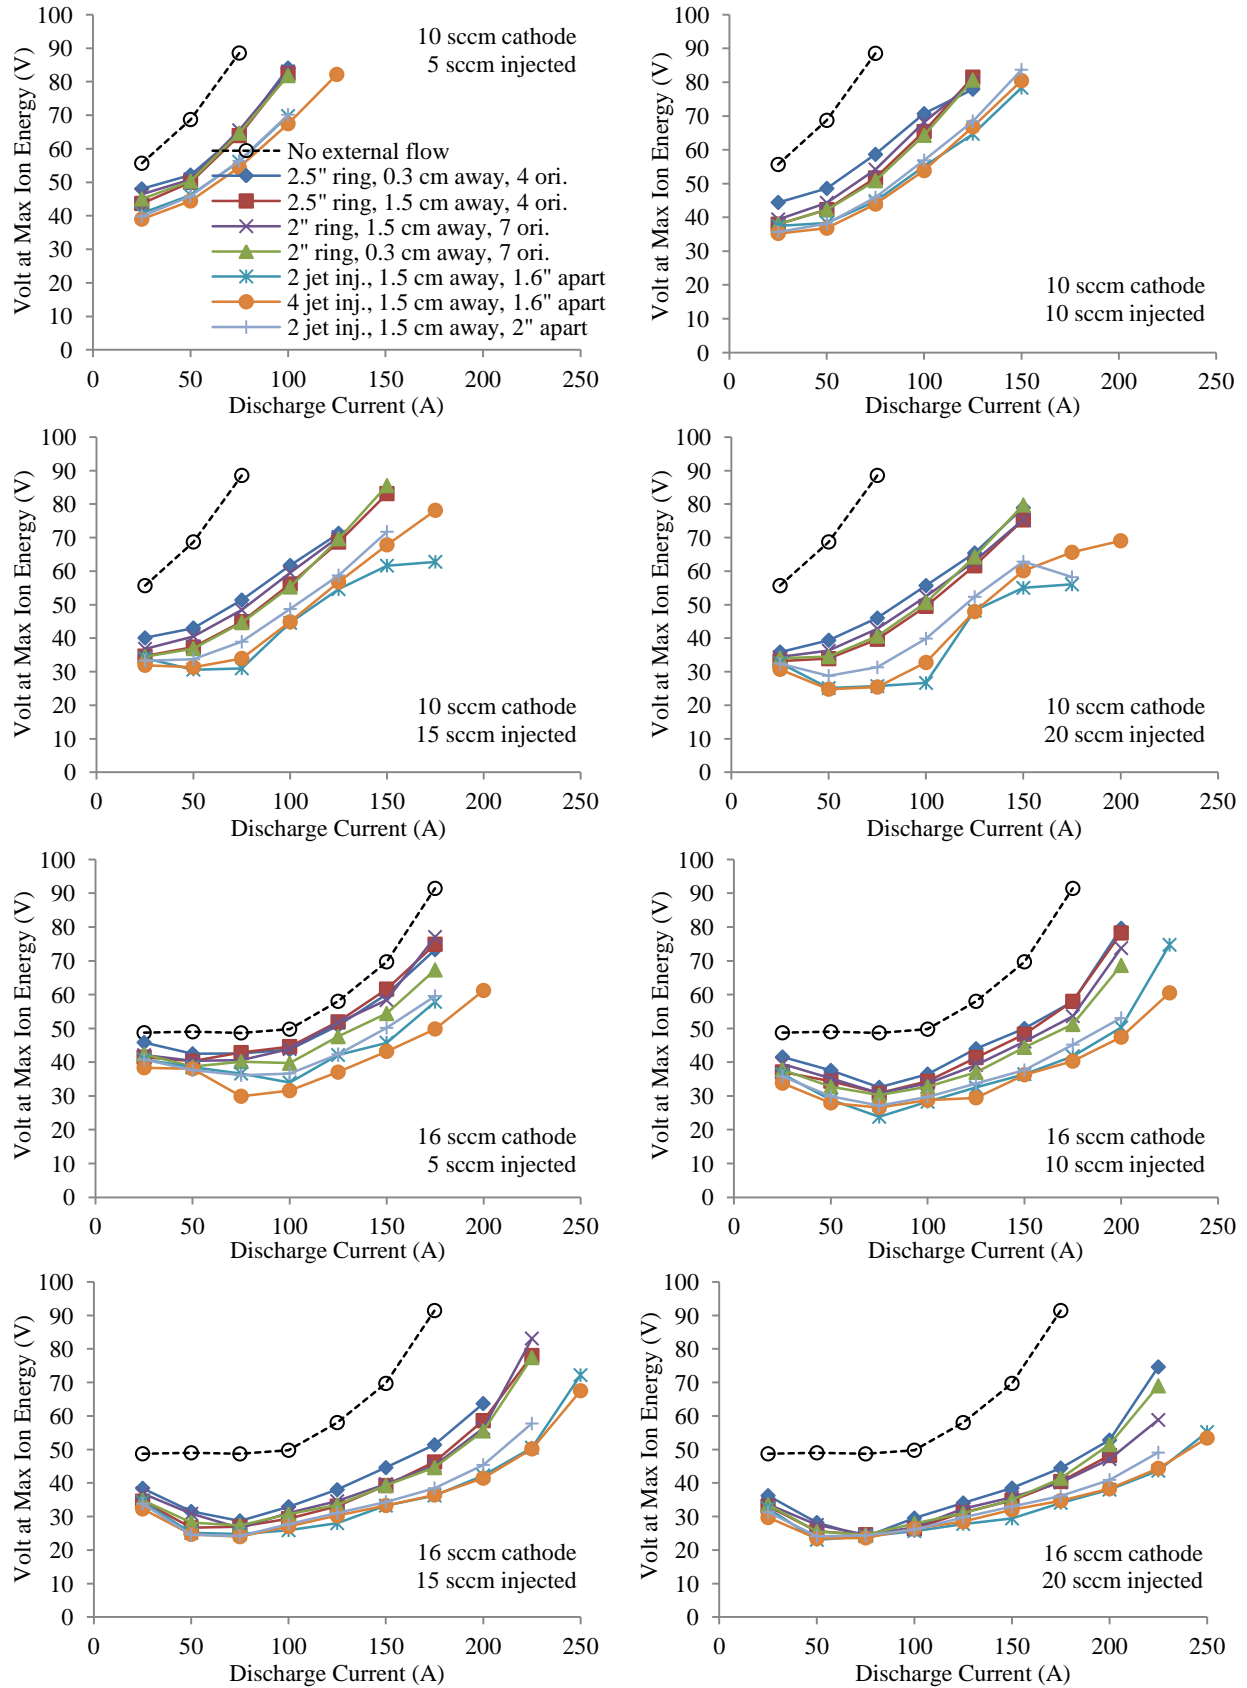 Volt at Max Ion Energy (V)
100
90
80
70
60
50
40
30
20
10
0
10 sccm cathode
5 sccm injected
No external flow
2.5" ring, 0.3 cm away, 4 ori.
2.5" ring, 1.5 cm away, 4 ori.
2" ring, 1.5 cm away, 7 ori.
2" ring, 0.3 cm away, 7 ori.
2 jet inj., 1.5 cm away, 1.6" apart
4 jet inj., 1.5 cm away, 1.6" apart
2 jet inj., 1.5 cm away, 2" apart
0 50 100 150 200 250
Discharge Current (A)
Volt at Max Ion Energy (V)
100
90
80
70
60
50
40
30
20
10
0
10 sccm cathode
10 sccm injected
0 50 100 150 200 250
Discharge Current (A)
Volt at Max Ion Energy (V)
100
90
80
70
60
50
40
30
20
10
0
10 sccm cathode
15 sccm injected
0 50 100 150 200 250
Discharge Current (A)
Volt at Max Ion Energy (V)
100
90
80
70
60
50
40
30
20
10
0
10 sccm cathode
20 sccm injected
0 50 100 150 200 250
Discharge Current (A)
Volt at Max Ion Energy (V)
100
90
80
70
60
50
40
30
20
10
0
16 sccm cathode
5 sccm injected
0 50 100 150 200 250
Discharge Current (A)
Volt at Max Ion Energy (V)
100
90
80
70
60
50
40
30
20
10
0
16 sccm cathode
10 sccm injected
0 50 100 150 200 250
Discharge Current (A)
Volt at Max Ion Energy (V)
100
90
80
70
60
50
40
30
20
10
0
16 sccm cathode
15 sccm injected
0 50 100 150 200 250
Discharge Current (A)
Volt at Max Ion Energy (V)
100
90
80
70
60
50
40
30
20
10
0
16 sccm cathode
20 sccm injected
0 50 100 150 200 250
Discharge Current (A)